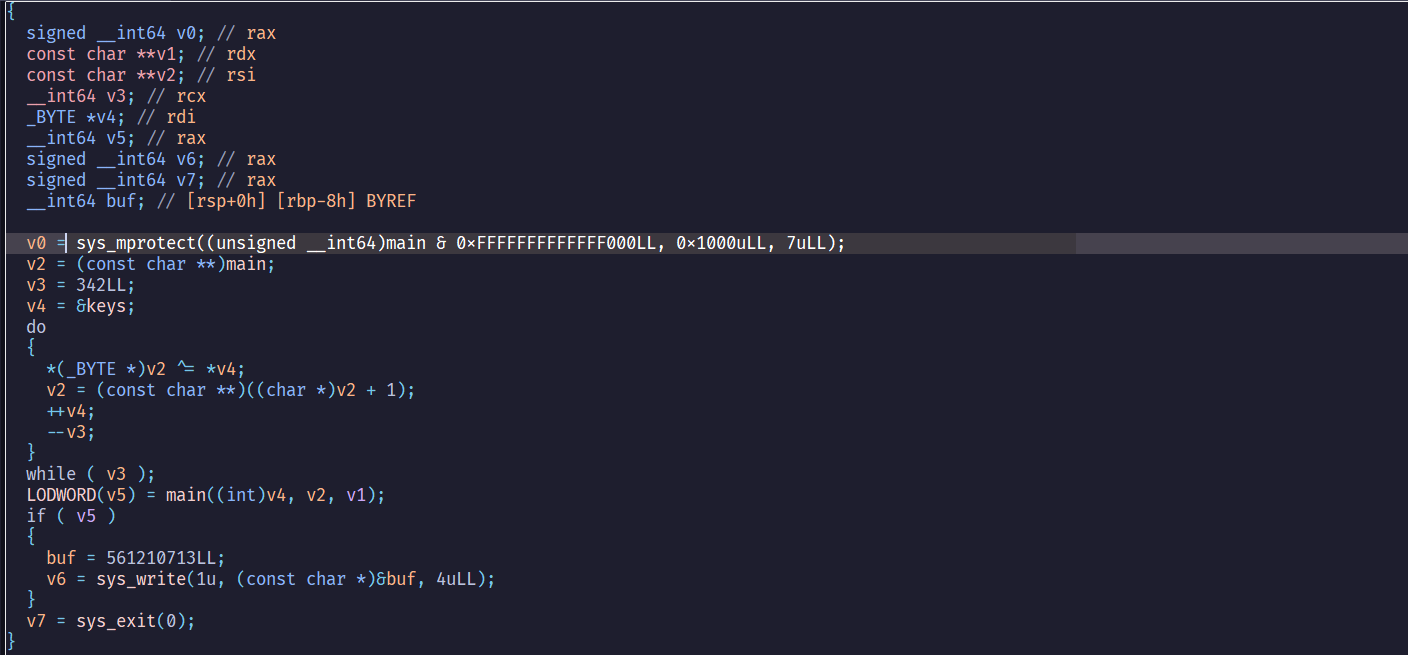 {
  signed __int64 v0; // rax
  const char **v1; // rdx
  const char **v2; // rsi
  __int64 v3; // rcx
  _BYTE *v4; // rdi
  __int64 v5; // rax
  signed __int64 v6; // rax
  signed __int64 v7; // rax
  __int64 buf; // [rsp+0h] [rbp-8h] BYREF

  v0 = sys_mprotect((unsigned __int64)main & 0xFFFFFFFFFFFFF000LL, 0x1000uLL, 7uLL);
  v2 = (const char **)main;
  v3 = 342LL;
  v4 = &keys;
  do
  {
    *(_BYTE *)v2 ^= *v4;
    v2 = (const char **)((char *)v2 + 1);
    ++v4;
    --v3;
  }
  while ( v3 );
  LODWORD(v5) = main((int)v4, v2, v1);
  if ( v5 )
  {
    buf = 561210713LL;
    v6 = sys_write(1u, (const char *)&buf, 4uLL);
  }
  v7 = sys_exit(0);
}